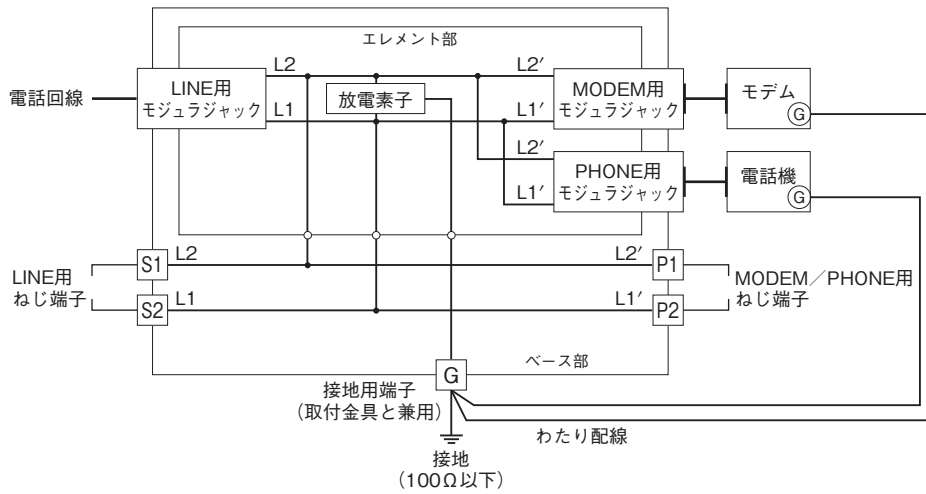 エレメント部
L2
L2′
LINE用
モジュラジャック
電話回線
L1
放電素子
L1′
MODEM用
モジュラジャック
モデム
G
L2′
L1′
PHONE用
モジュラジャック
電話機
G
LINE用
ねじ端子
S1
L2
L2′
P1
S2
L1
L1′
P2
MODEM/PHONE用
ねじ端子
ベース部
G
接地用端子
(取付金具と兼用)
わたり配線
接地
(100Ω以下)